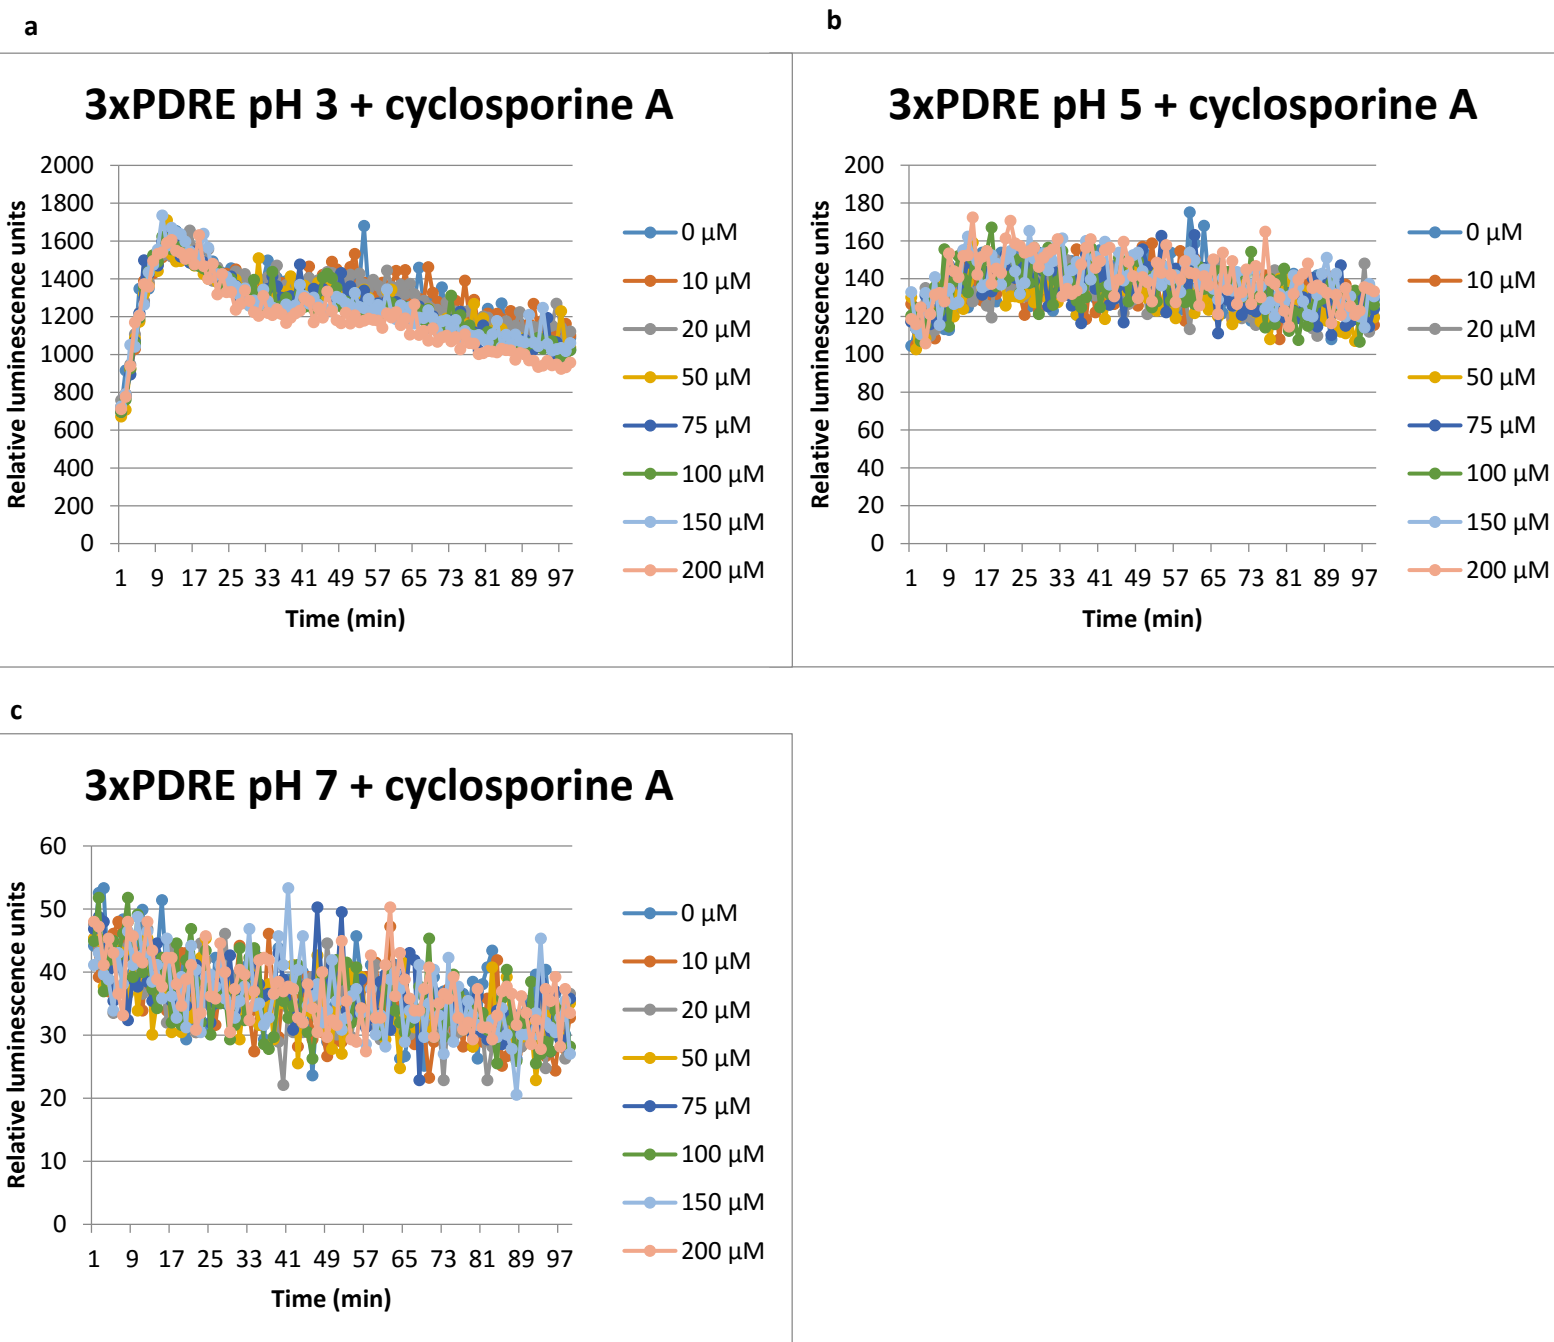 a
3xPDRE pH 3 + cyclosporine A
2000
1800
1600
1400
1200
1000
800
600
400
200
0
Relative luminescence units
1 9 17 25 33 41 49 57 65 73 81 89 97
Time (min)
0 µM
10 µM
20 µM
50 µM
75 µM
100 µM
150 µM
200 µM
b
3xPDRE pH 5 + cyclosporine A
200
180
160
140
120
100
80
60
40
20
0
Relative luminescence units
1 9 17 25 33 41 49 57 65 73 81 89 97
Time (min)
0 µM
10 µM
20 µM
50 µM
75 µM
100 µM
150 µM
200 µM
c
3xPDRE pH 7 + cyclosporine A
60
50
40
30
20
10
0
Relative luminescence units
1 9 17 25 33 41 49 57 65 73 81 89 97
Time (min)
0 µM
10 µM
20 µM
50 µM
75 µM
100 µM
150 µM
200 µM